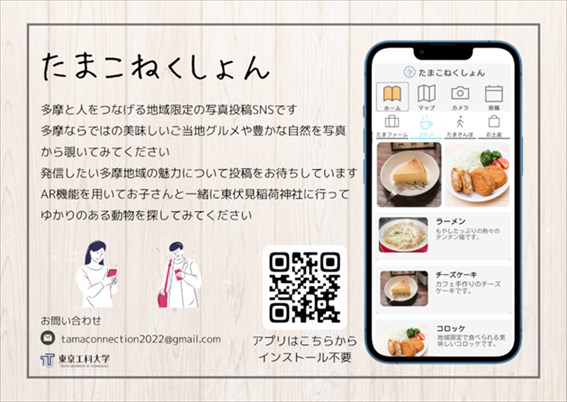 たまこねくしょん
多摩と人をつなげる地域限定の写真投稿SNSです
多摩ならではの美味しいご当地グルメや豊かな自然を写真
から覗いてみてください
発信したい多摩地域の魅力について投稿をお待ちしています
AR機能を用いてお子さんと一緒に東伏見稲荷神社に行って
ゆかりのある動物を探してみてください
お問い合わせ
tamaconnection2022@gmail.com
東京工科大学
TOKYO UNIVERSITY OF TECHNOLOGY
アプリはこちらから
インストール不要
たまこねくしょん
ホーム
マップ
カメラ
投稿
たまファーム
グルメ
たまさんぽ
お土産
ラーメン
もやしたっぷりの熱々の
タンタン麺です。
チーズケーキ
カフェ手作りのチーズ
ケーキです。
コロッケ
地域限定で食べられる美
味しいコロッケです。